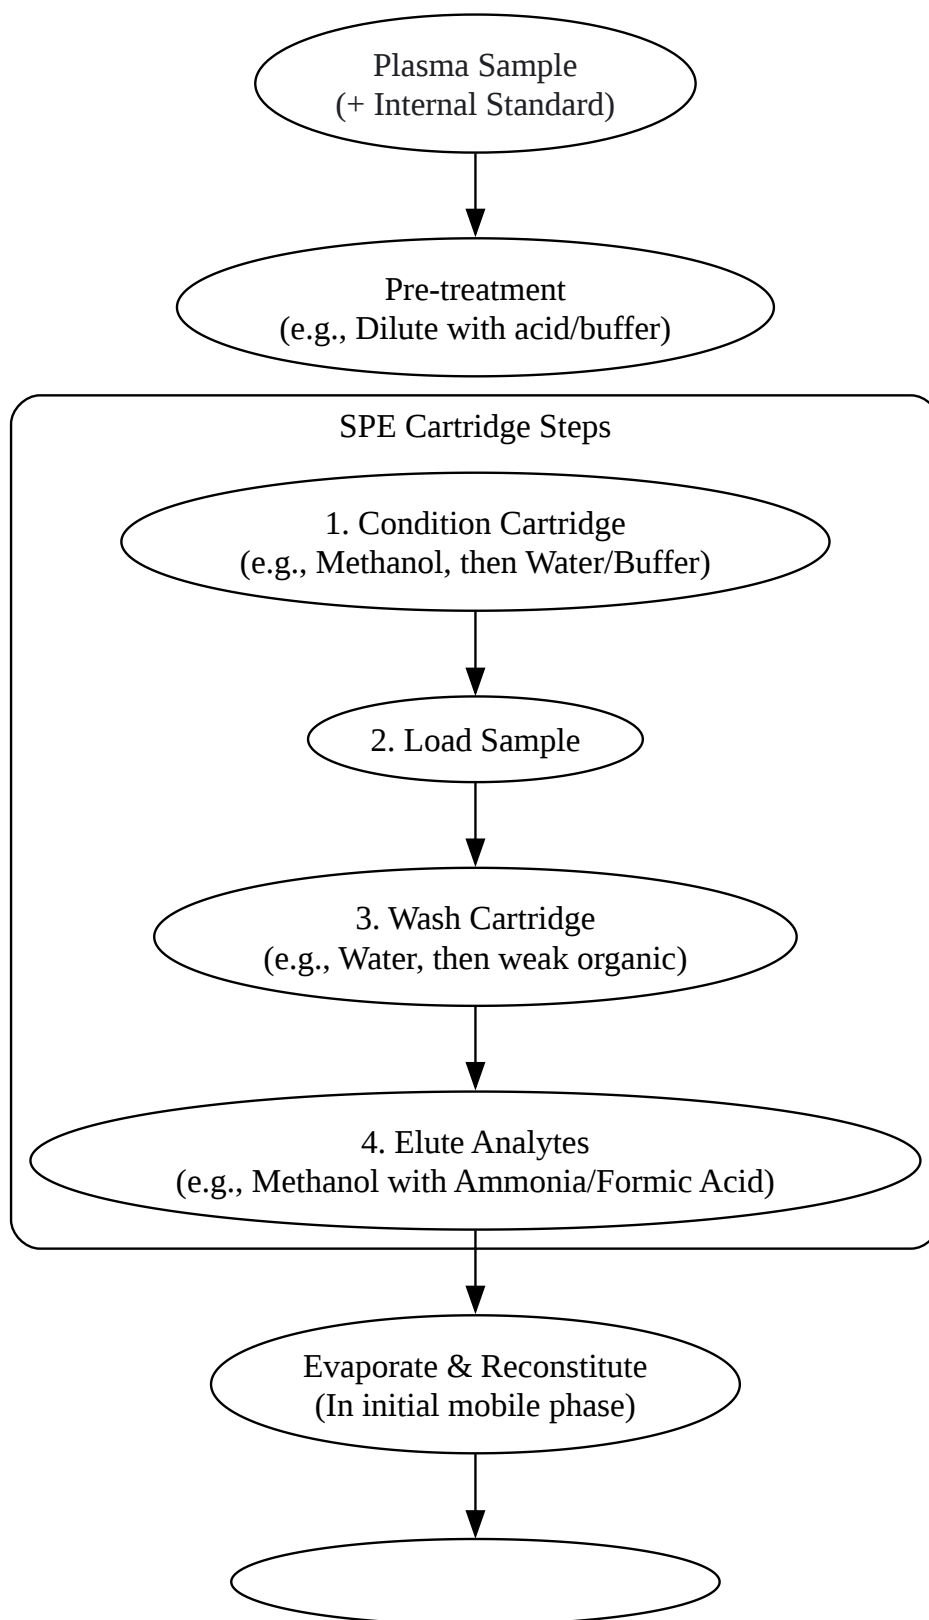 Plasma Sample
(+ Internal Standard)
Pre-treatment
(e.g., Dilute with acid/buffer)
SPE Cartridge Steps
1. Condition Cartridge
(e.g., Methanol, then Water/Buffer)
2. Load Sample
3. Wash Cartridge
(e.g., Water, then weak organic)
4. Elute Analytes
(e.g., Methanol with Ammonia/Formic Acid)
Evaporate & Reconstitute
(In initial mobile phase)